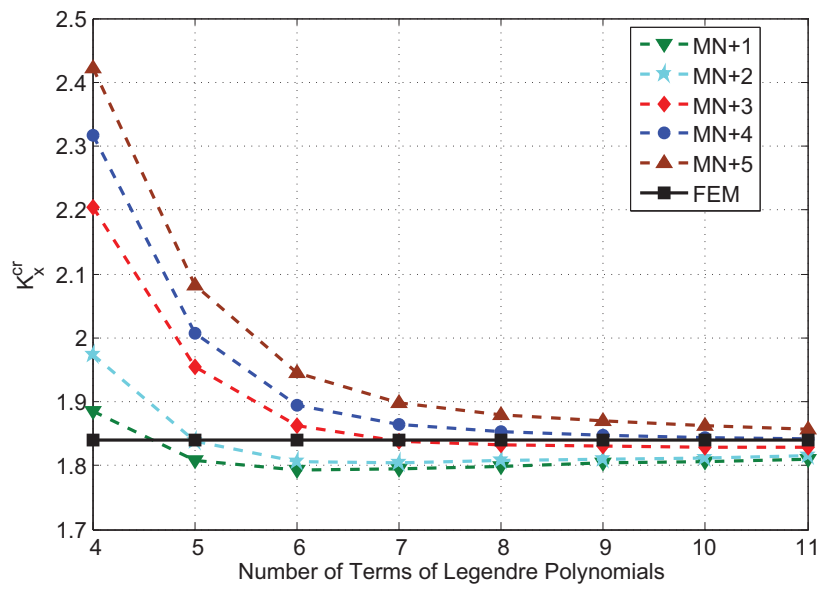 2.5
2.4
2.3
2.2
2.1
2
1.9
1.8
1.7
K_x^cr
4 5 6 7 8 9 10 11
Number of Terms of Legendre Polynomials
MN+1
MN+2
MN+3
MN+4
MN+5
FEM